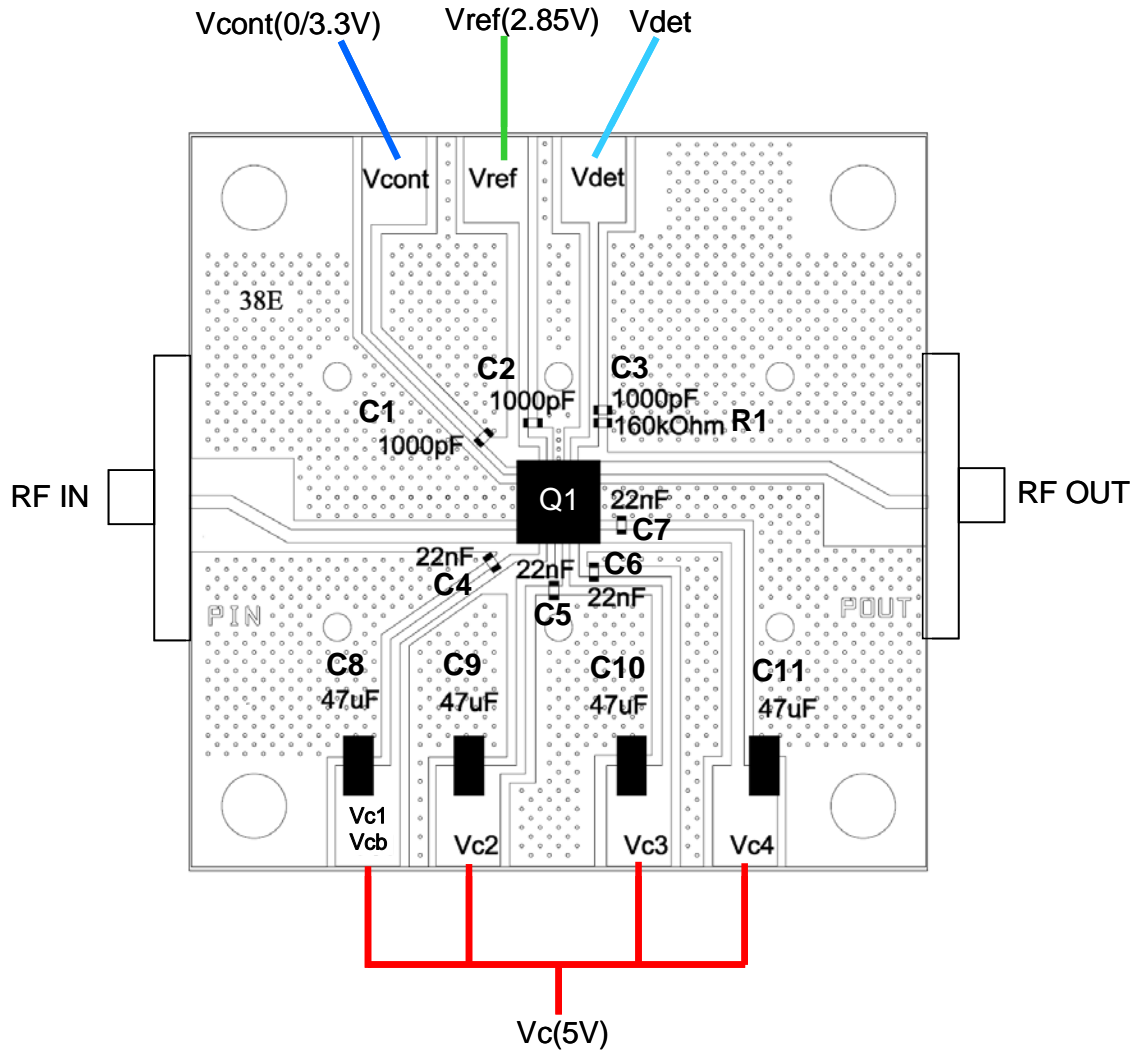 Vcont(0/3.3V)
Vref(2.85V)
Vdet
Vcont
Vref
Vdet
38E
C2
C3
1000pF
1000pF
C1
160kOhm
R1
1000pF
RF IN
Q1
22nF
RF OUT
C7
22nF
22nF
C6
C4
22nF
C5
PIN
POUT
C8
C9
C10
C11
47uF
47uF
47uF
47uF
Vc1
Vcb
Vc2
Vc3
Vc4
Vc(5V)